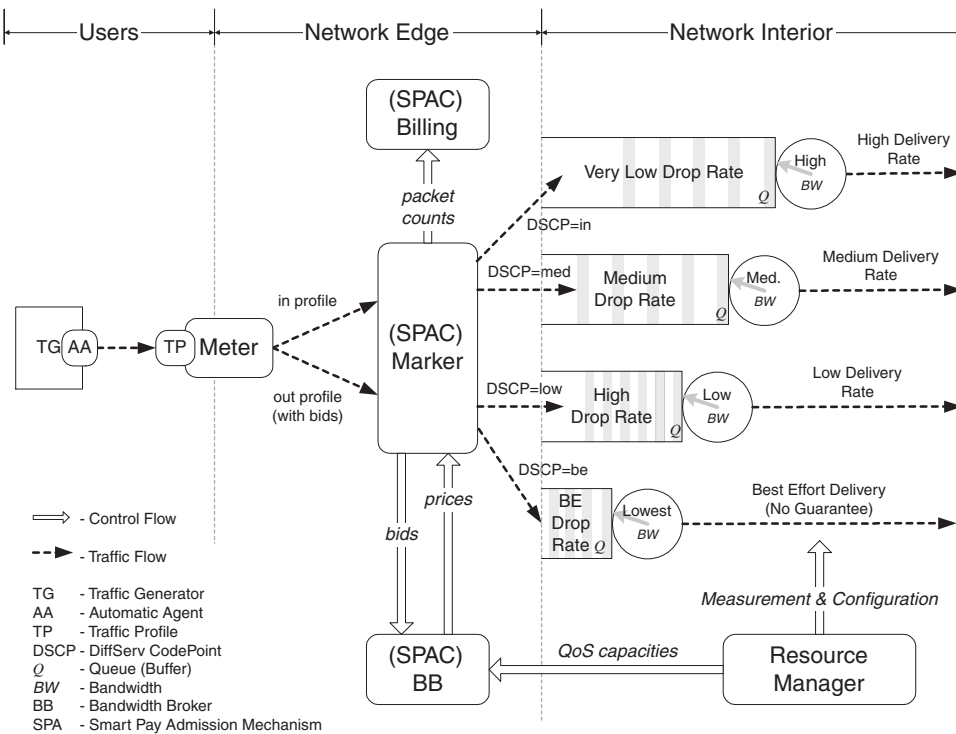 Users
Network Edge
Network Interior
(SPAC)
Billing
packet
counts
Very Low Drop Rate
Q
High
BW
High Delivery
Rate
DSCP=in
DSCP=med
Medium
Drop Rate
Q
Med.
BW
Medium Delivery
Rate
in profile
(SPAC)
Marker
TG
AA
TP
Meter
out profile
(with bids)
DSCP=low
High
Drop Rate
Q
Low
BW
Low Delivery
Rate
DSCP=be
BE
Drop
Rate
Q
Lowest
BW
Best Effort Delivery
(No Guarantee)
bids
prices
Measurement & Configuration
(SPAC)
BB
QoS capacities
Resource
Manager
- Control Flow
- Traffic Flow
TG - Traffic Generator
AA - Automatic Agent
TP - Traffic Profile
DSCP - DiffServ CodePoint
Q - Queue (Buffer)
BW - Bandwidth
BB - Bandwidth Broker
SPA - Smart Pay Admission Mechanism